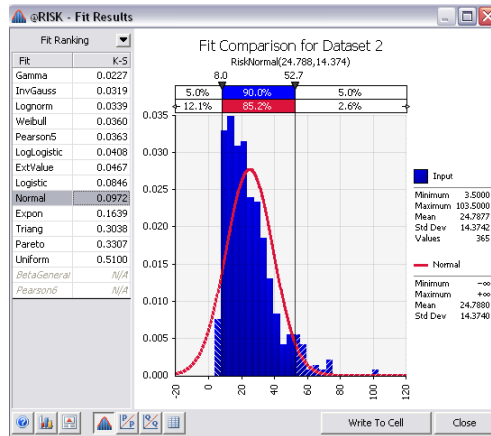 @RISK - Fit Results
Fit Ranking
Fit K-S
Gamma 0.0227
InvGauss 0.0319
Lognorm 0.0339
Weibull 0.0360
Pearson5 0.0363
LogLogistic 0.0408
ExtValue 0.0467
Logistic 0.0846
Normal 0.0972
Expon 0.1639
Triang 0.3038
Pareto 0.3307
Uniform 0.5100
BetaGeneral N/A
Pearson6 N/A
Fit Comparison for Dataset 2
RiskNormal(24.788,14.374)
8.0 52.7
5.0% 90.0% 5.0%
12.1% 85.2% 2.6%
0.035
0.030
0.025
0.020
0.015
0.010
0.005
0.000
-20 0 20 40 60 80 100 120
Input
Minimum 3.5000
Maximum 103.5000
Mean 24.7877
Std Dev 14.3742
Values 365
Normal
Minimum -∞
Maximum +∞
Mean 24.7880
Std Dev 14.3740
P/P
Q/Q
Write To Cell
Close